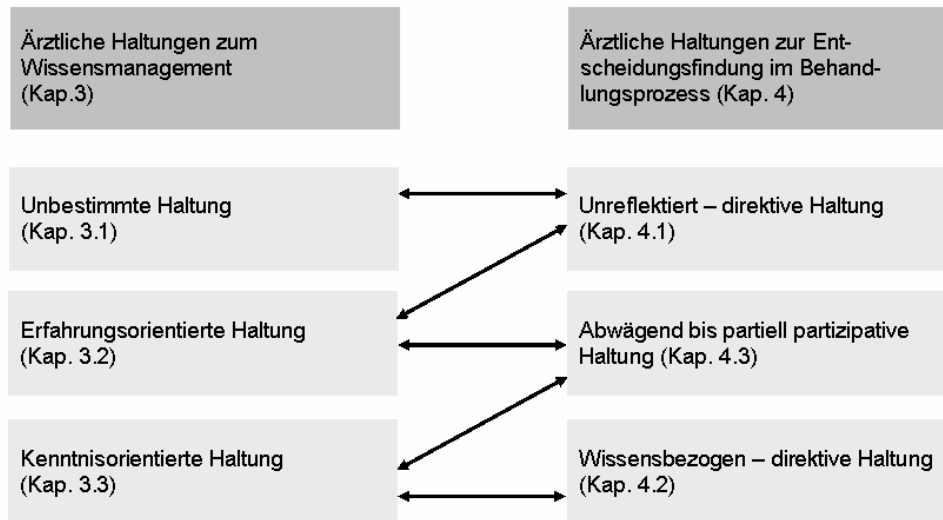 Ärztliche Haltungen zum
Wissensmanagement
(Kap.3)
Ärztliche Haltungen zur Ent-
scheidungsfindung im Behand-
lungsprozess (Kap. 4)
Unbestimmte Haltung
(Kap. 3.1)
Unreflektiert – direktive Haltung
(Kap. 4.1)
Erfahrungsorientierte Haltung
(Kap. 3.2)
Abwägend bis partiell partizipative
Haltung (Kap. 4.3)
Kenntnisorientierte Haltung
(Kap. 3.3)
Wissensbezogen – direktive Haltung
(Kap. 4.2)